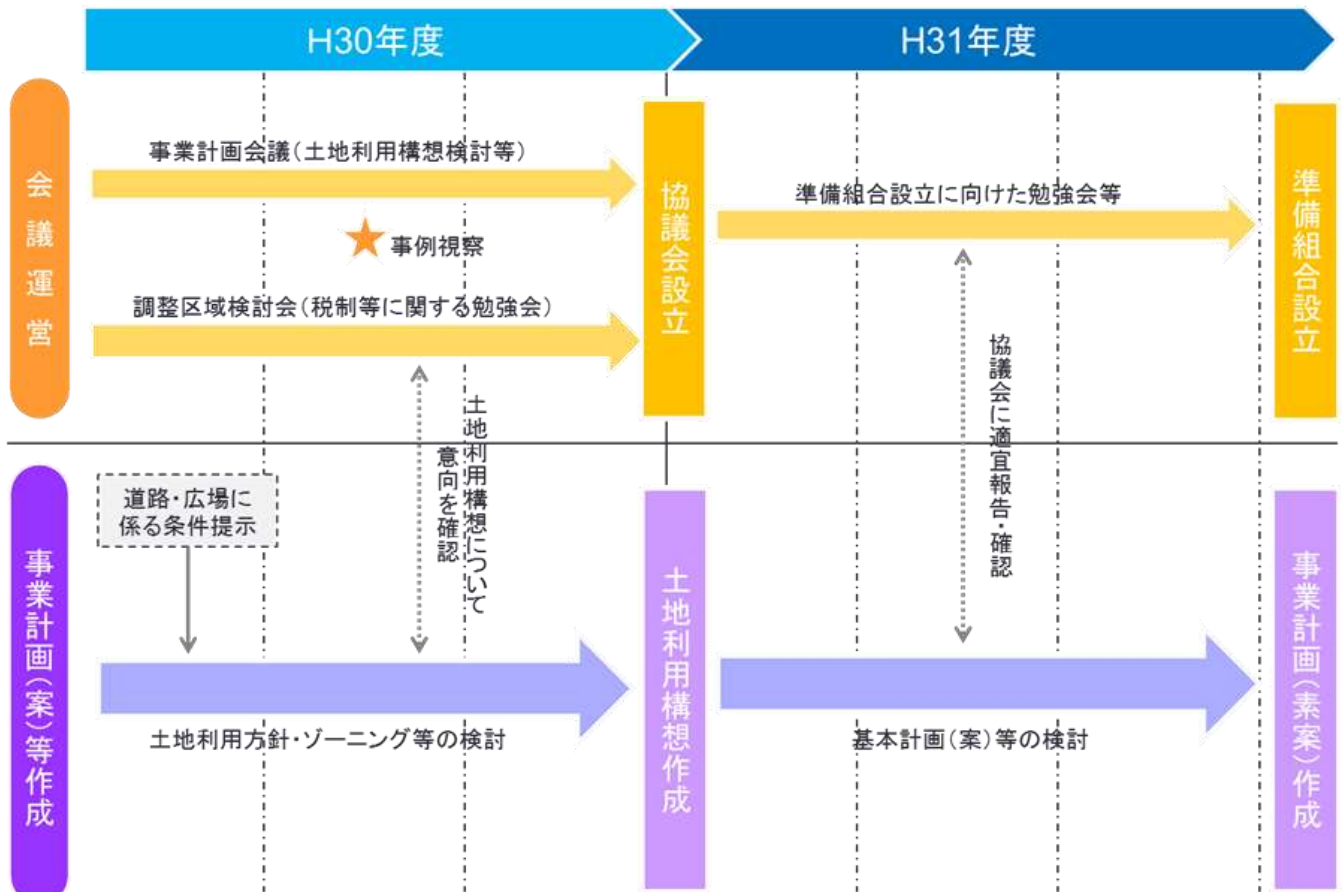 H30年度
H31年度
会議運営
事業計画会議(土地利用構想検討等)
事例視察
調整区域検討会(税制等に関する勉強会)
協議会設立
準備組合設立に向けた勉強会等
準備組合設立
土地利用構想について
意向を確認
協議会に適宜報告・確認
事業計画(案)等作成
道路・広場に
係る条件提示
土地利用方針・ゾーニング等の検討
土地利用構想作成
基本計画(案)等の検討
事業計画(素案)作成